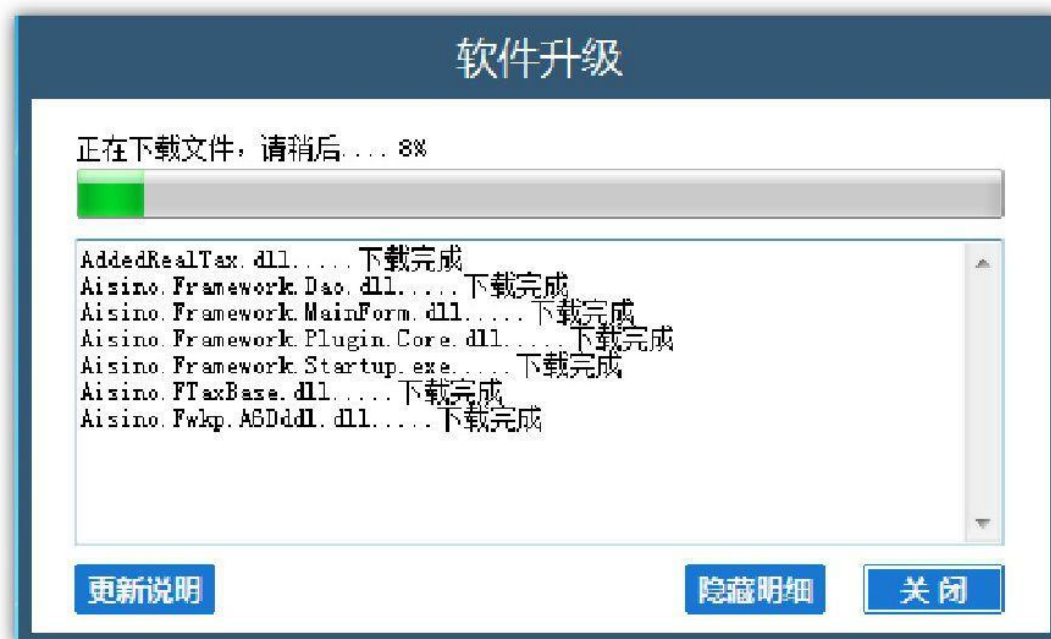 软件升级
正在下载文件，请稍后.... 8%
AddedRealTax.dll.....下载完成
Aisino.Framework.Dao.dll.....下载完成
Aisino.Framework.MainForm.dll.....下载完成
Aisino.Framework.Plugin.Core.dll.....下载完成
Aisino.Framework.Startup.exe.....下载完成
Aisino.FTaxBase.dll.....下载完成
Aisino.Fwkp.A6Dddl.dll.....下载完成
更新说明 隐藏明细 关闭